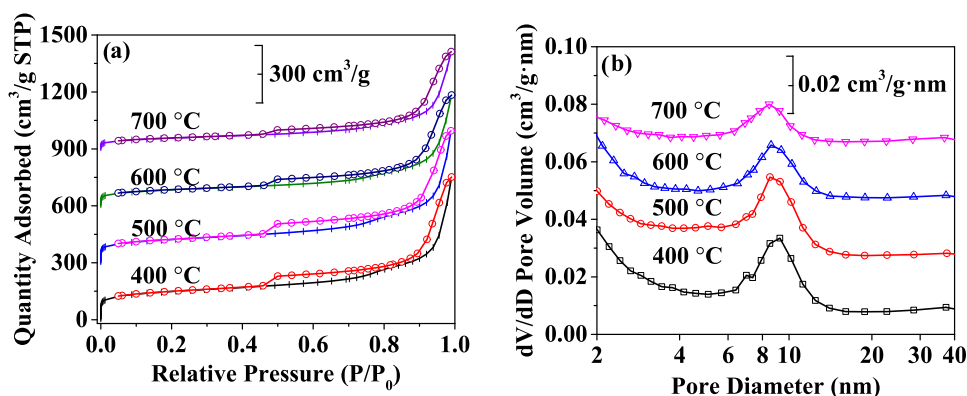 (a)
Quantity Adsorbed (cm³/g STP)
1500
1200
900
600
300
0
300 cm³/g
700 °C
600 °C
500 °C
400 °C
0.0 0.2 0.4 0.6 0.8 1.0
Relative Pressure (P/P₀)
(b)
dV/dD Pore Volume (cm³/g·nm)
0.10
0.08
0.06
0.04
0.02
0.00
0.02 cm³/g·nm
700 °C
600 °C
500 °C
400 °C
2 4 6 8 10 20 30 40
Pore Diameter (nm)